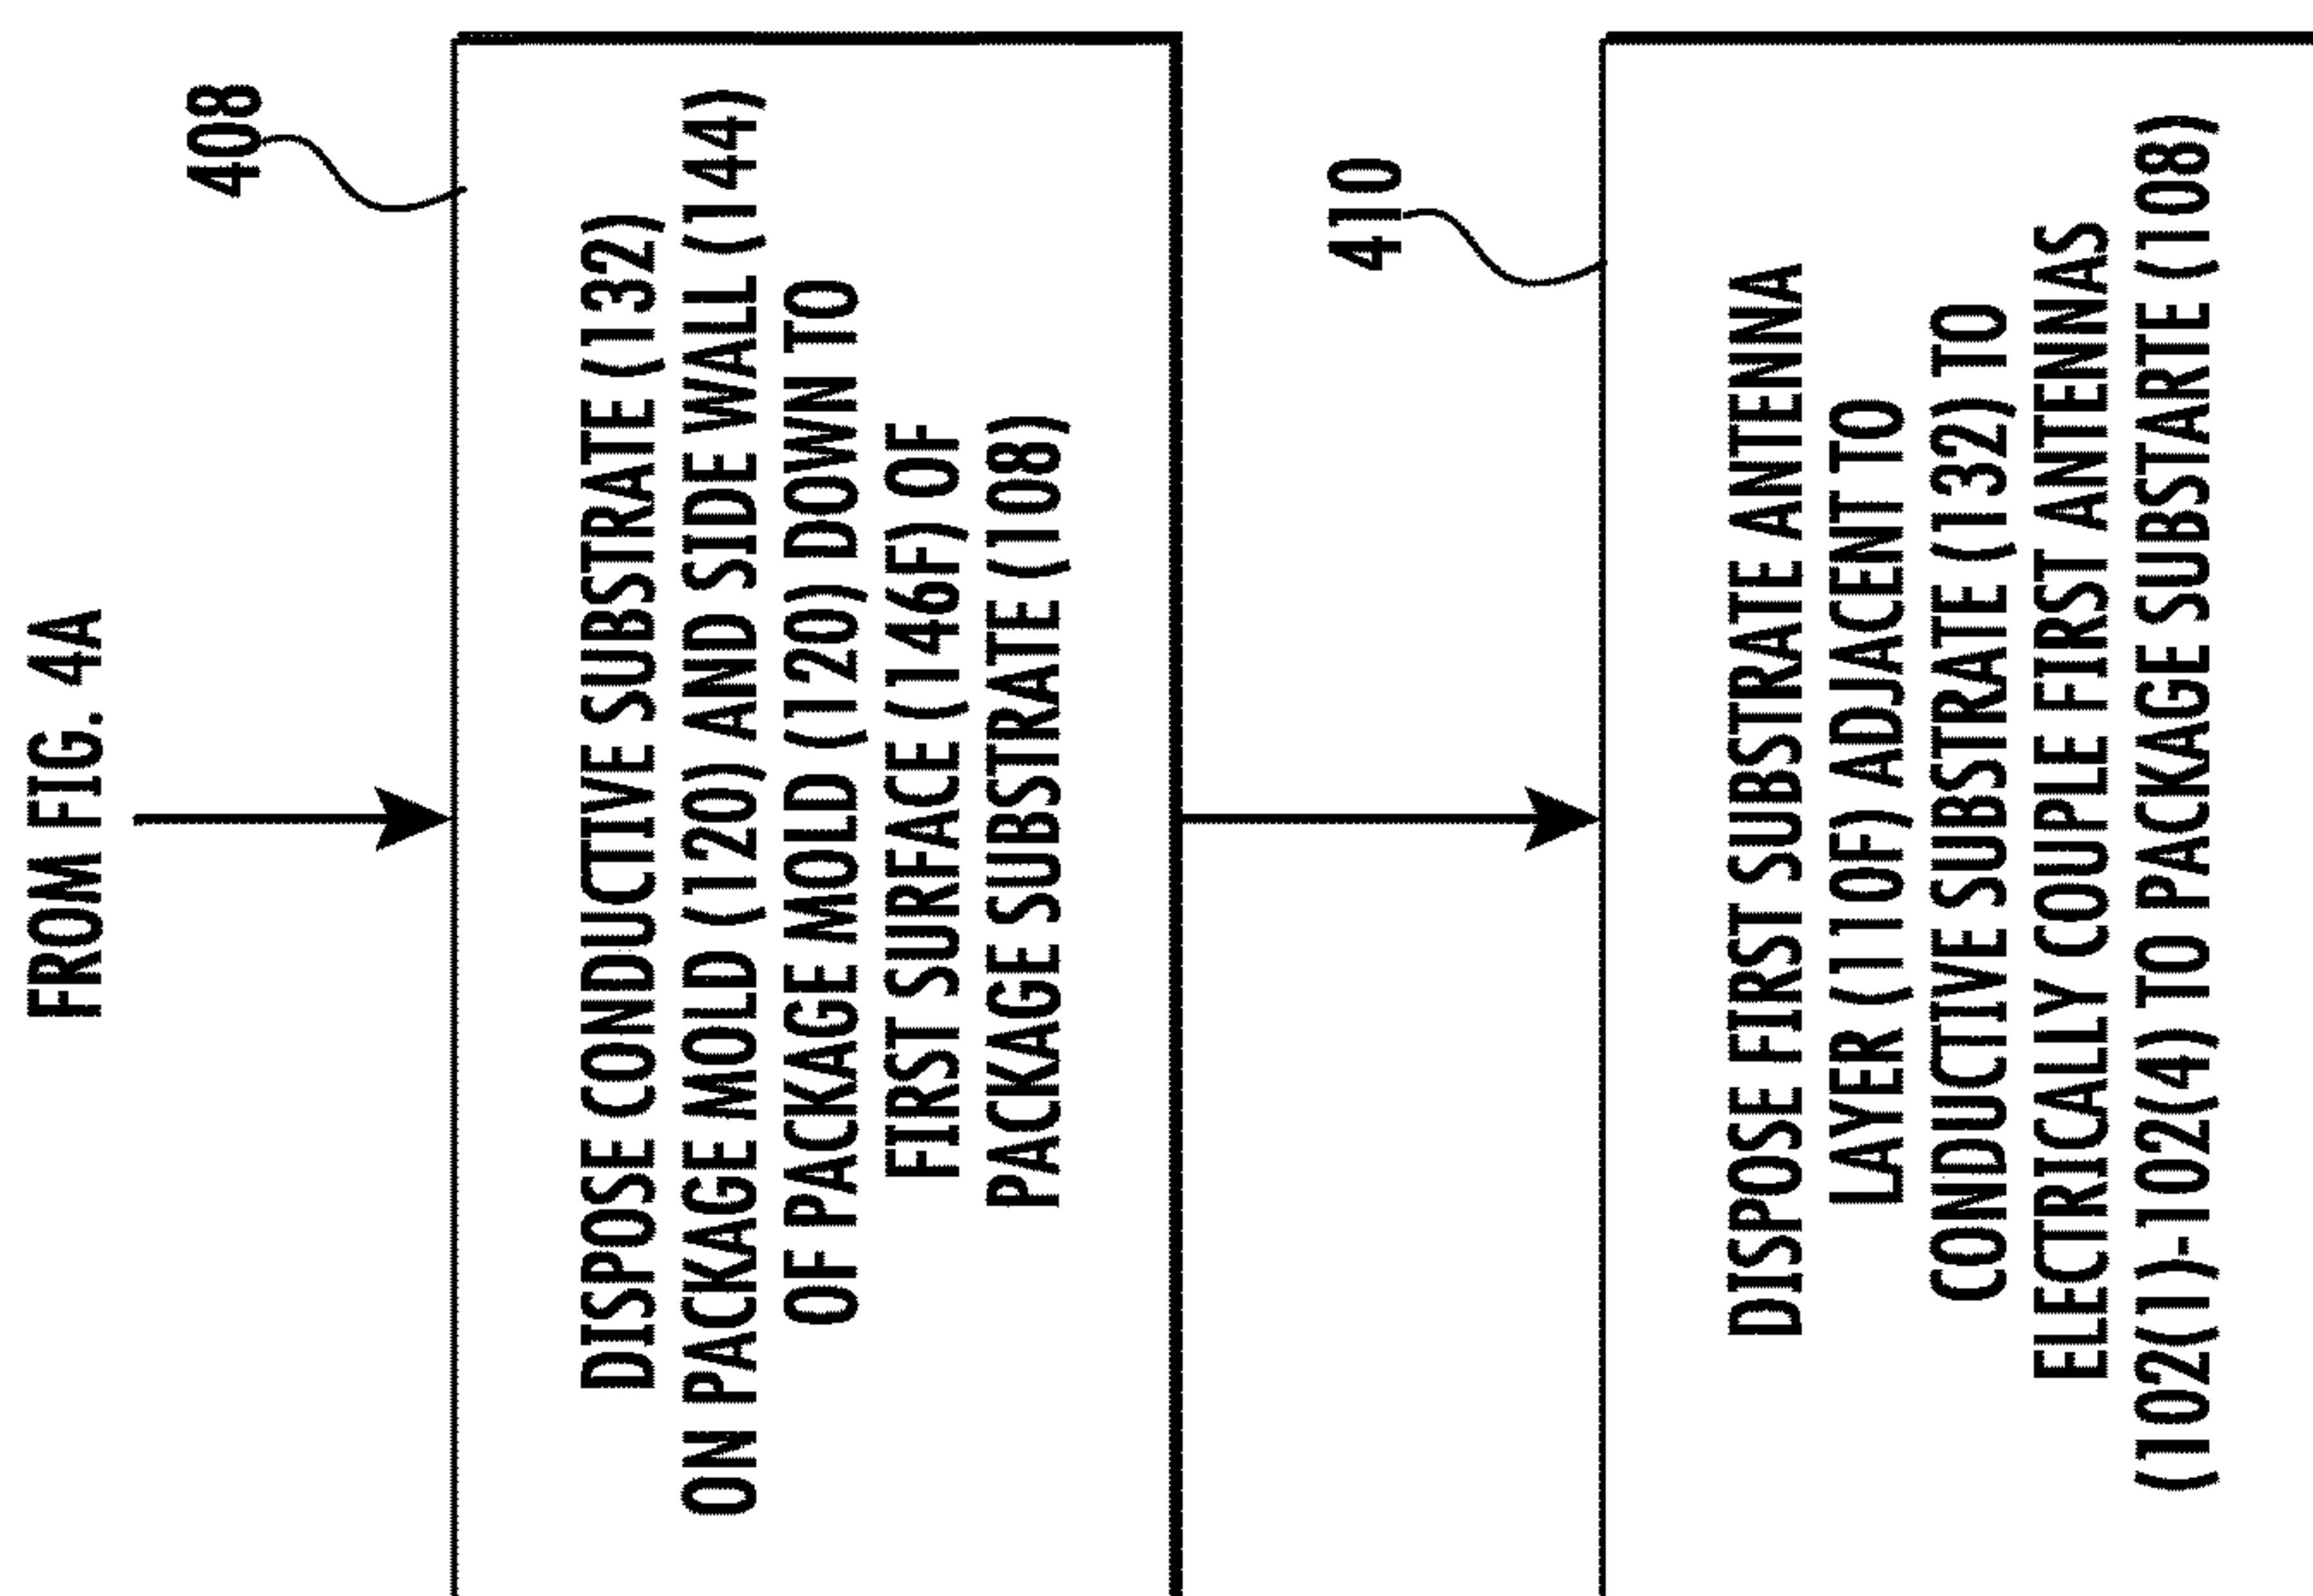 FROM FIG. 4A
408
DISPOSE CONDUCTIVE SUBSTRATE (132)
ON PACKAGE MOLD (120) AND SIDE WALL (144)
OF PACKAGE MOLD (120) DOWN TO
FIRST SURFACE (146F) OF
PACKAGE SUBSTRATE (108)
410
DISPOSE FIRST SUBSTRATE ANTENNA
LAYER (110F) ADJACENT TO
CONDUCTIVE SUBSTRATE (132) TO
ELECTRICALLY COUPLE FIRST ANTENNAS
(102(1)-102(4) TO PACKAGE SUBSTARTE (108)